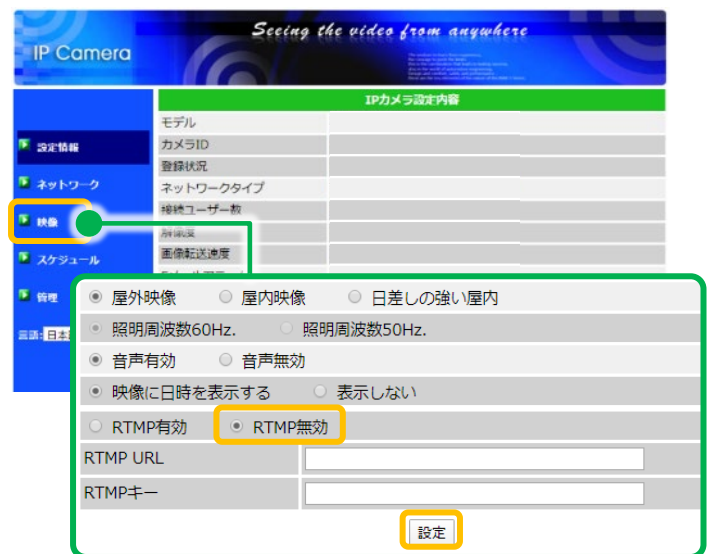 IP Camera
Seeing the video from anywhere
IPカメラ設定内容
モデル
カメラID
登録状況
ネットワークタイプ
接続ユーザー数
解像度
画像転送速度
設定情報
ネットワーク
映像
スケジュール
管理
言語: 日本
屋外映像 屋内映像 日差しの強い屋内
照明周波数60Hz. 照明周波数50Hz.
音声有効 音声無効
映像に日時を表示する 表示しない
RTMP有効 RTMP無効
RTMP URL
RTMPキー
設定